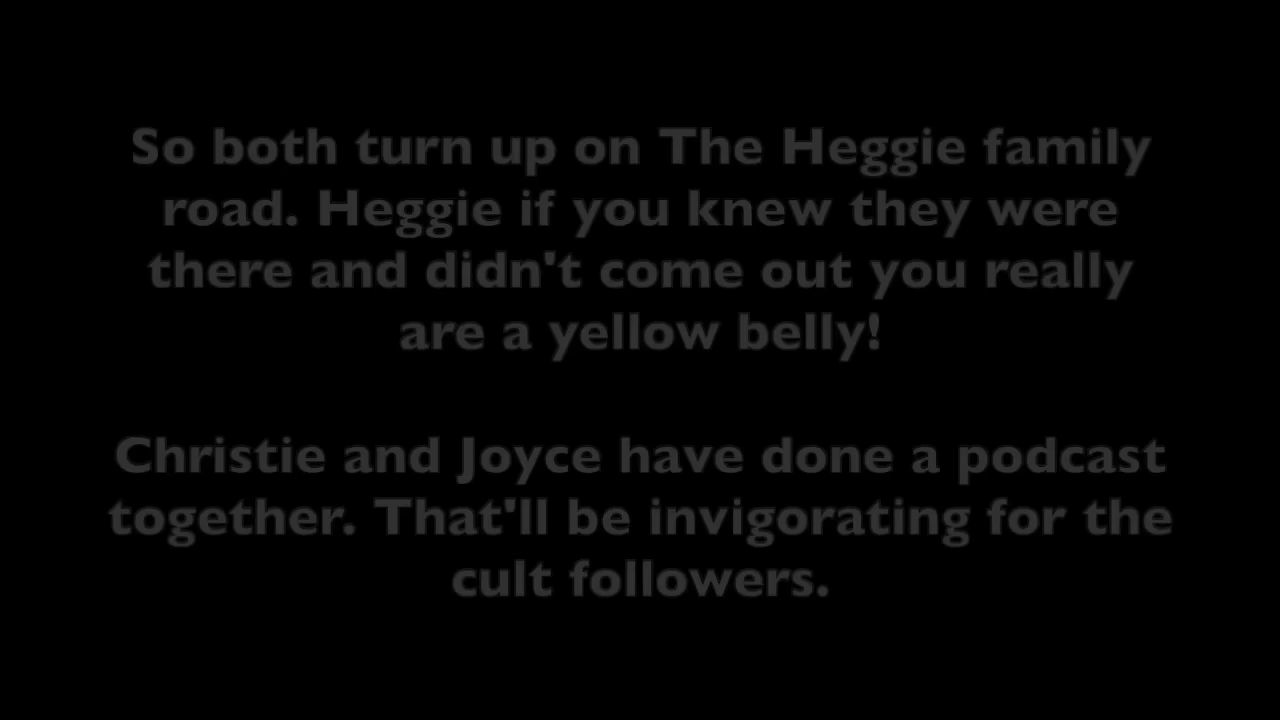 So both turn up on The Heggie family
road. Heggie if you knew they were
there and didn't come out you really
are a yellow belly!
Christie and Joyce have done a podcast
together. That'll be invigorating for the
cult followers.